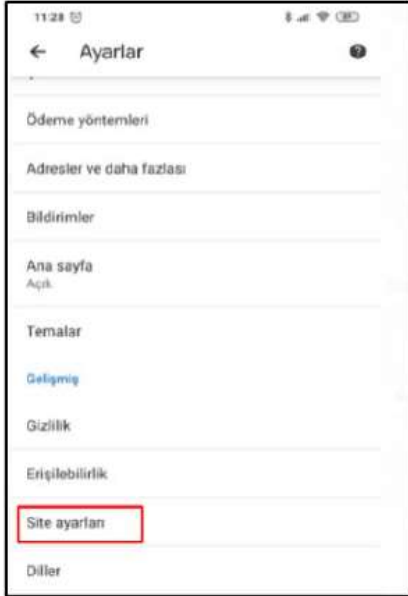 11:28
Ayarlar
Ödeme yöntemleri
Adresler ve daha fazlası
Bildirimler
Ana sayfa
Açık
Temalar
Gelişmiş
Gizlilik
Erişilebilirlik
Site ayarları
Diller